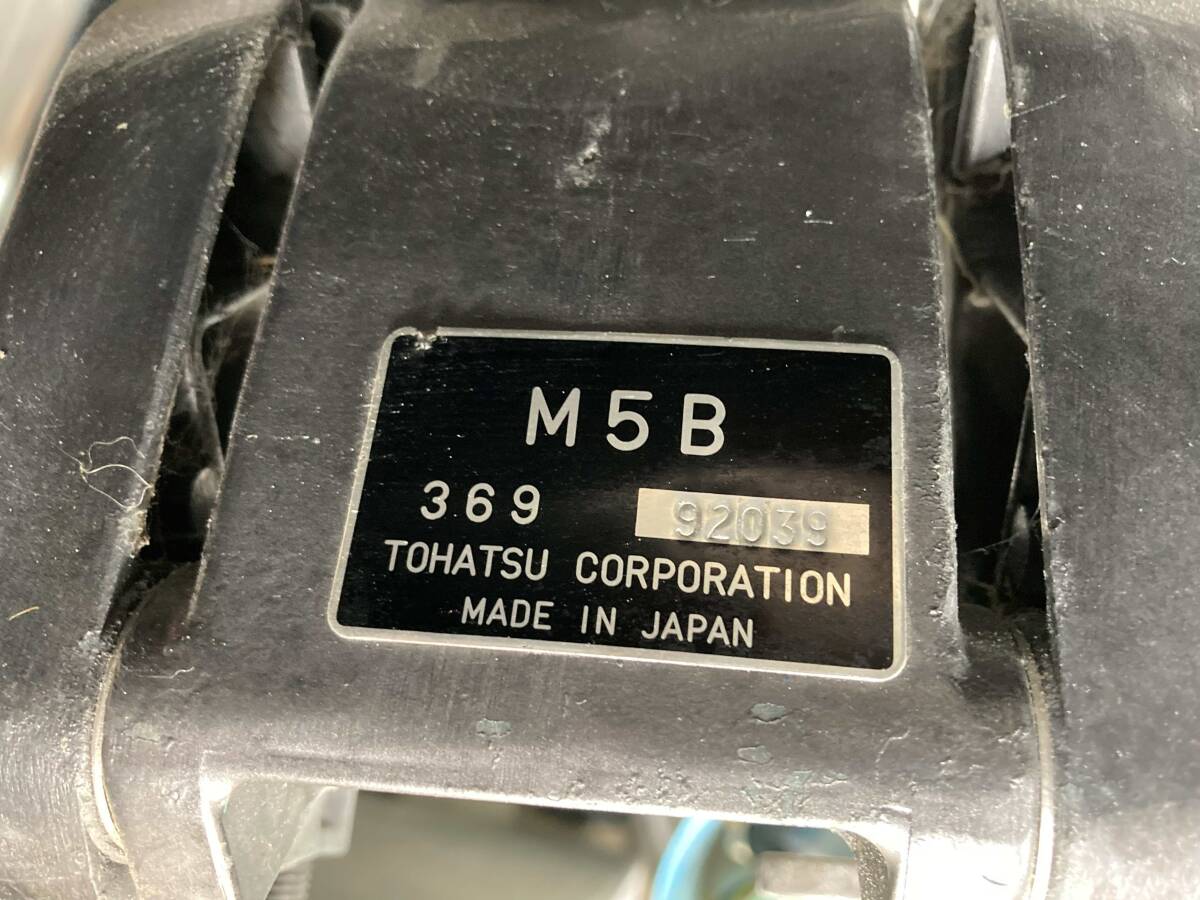 M5B
369 92039
TOHATSU CORPORATION
MADE IN JAPAN